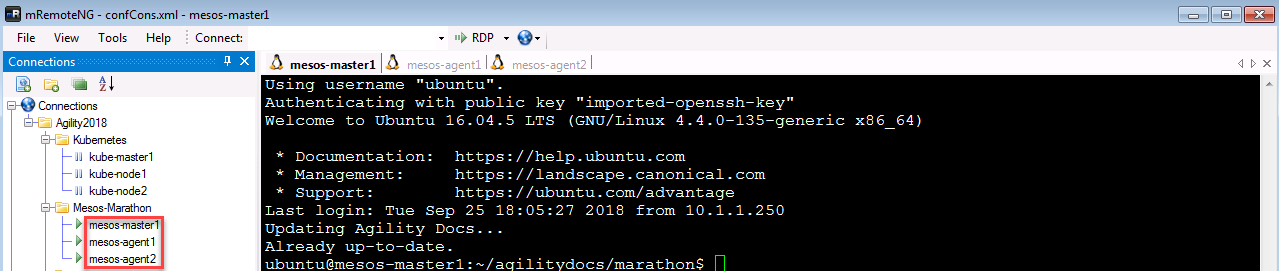 mRemoteNG - confCons.xml - mesos-master1
File View Tools Help Connect: RDP
Connections
mesos-master1 mesos-agent1 mesos-agent2
Connections
Agility2018
Kubernetes
kube-master1
kube-node1
kube-node2
Mesos-Marathon
mesos-master1
mesos-agent1
mesos-agent2
Using username "ubuntu".
Authenticating with public key "imported-openssh-key"
Welcome to Ubuntu 16.04.5 LTS (GNU/Linux 4.4.0-135-generic x86_64)
* Documentation:  https://help.ubuntu.com
* Management:     https://landscape.canonical.com
* Support:        https://ubuntu.com/advantage
Last login: Tue Sep 25 18:05:27 2018 from 10.1.1.250
Updating Agility Docs...
Already up-to-date.
ubuntu@mesos-master1:~/agilitydocs/marathon$